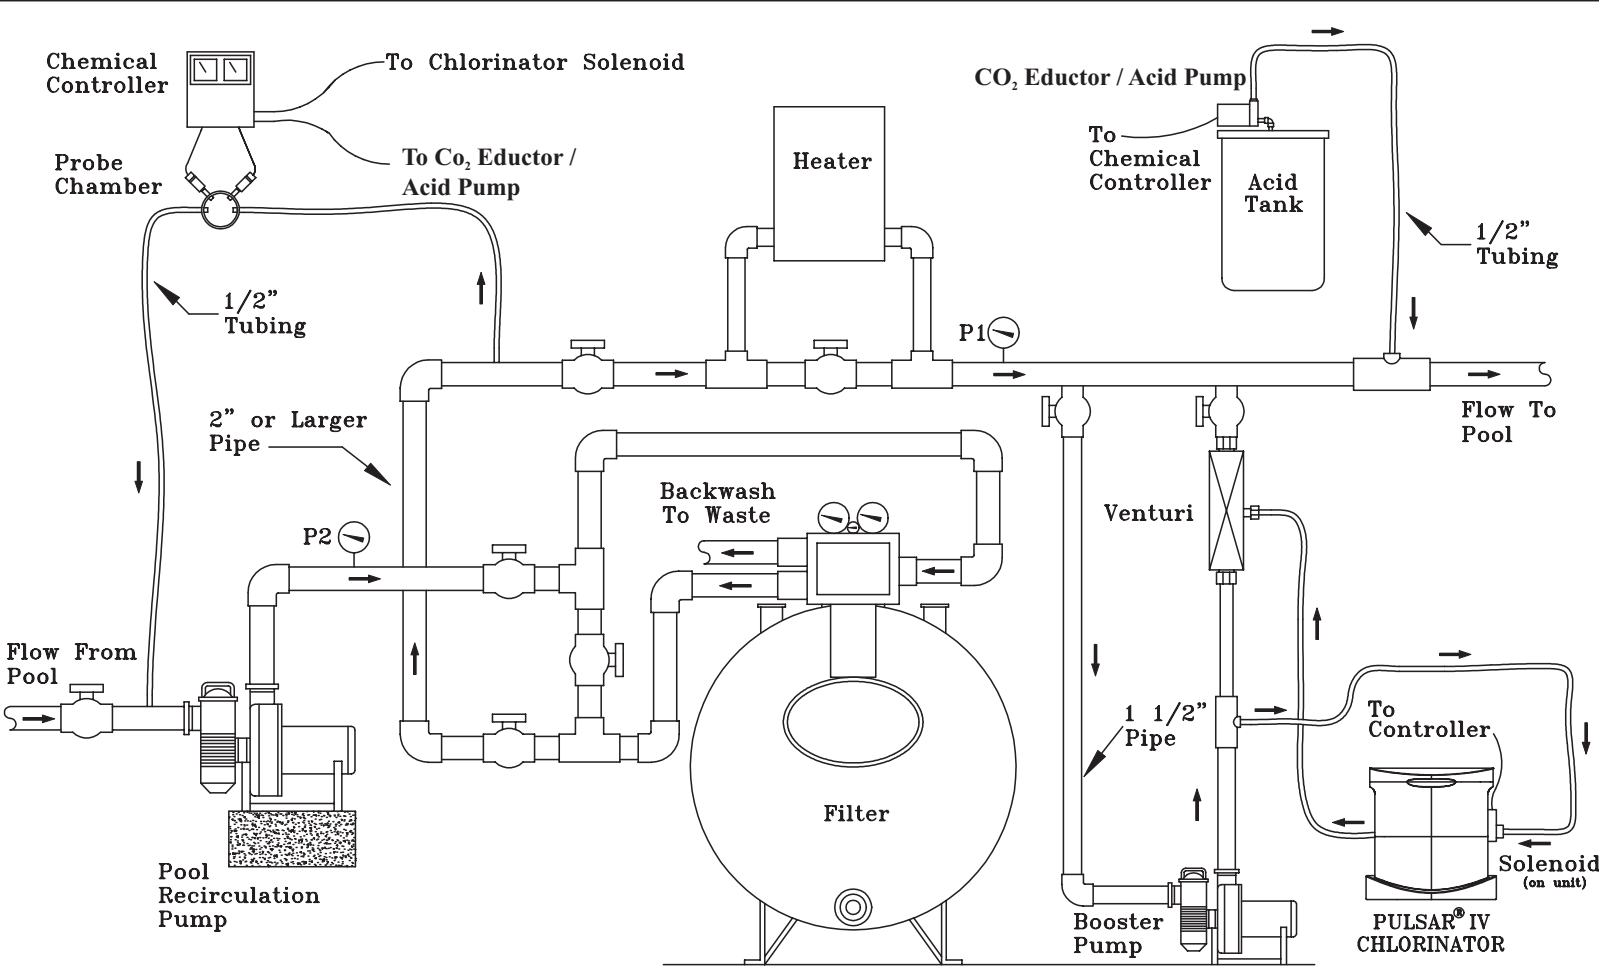 Chemical
Controller
To Chlorinator Solenoid
To Co₂ Eductor /
Acid Pump
Probe
Chamber
1/2”
Tubing
Heater
CO₂ Eductor / Acid Pump
To
Chemical
Controller
Acid
Tank
1/2”
Tubing
P1
Flow To
Pool
2” or Larger
Pipe
Backwash
To Waste
P2
Venturi
Flow From
Pool
1 1/2”
Pipe
To
Controller
Filter
Pool
Recirculation
Pump
Booster
Pump
Solenoid
(on unit)
PULSAR® IV
CHLORINATOR